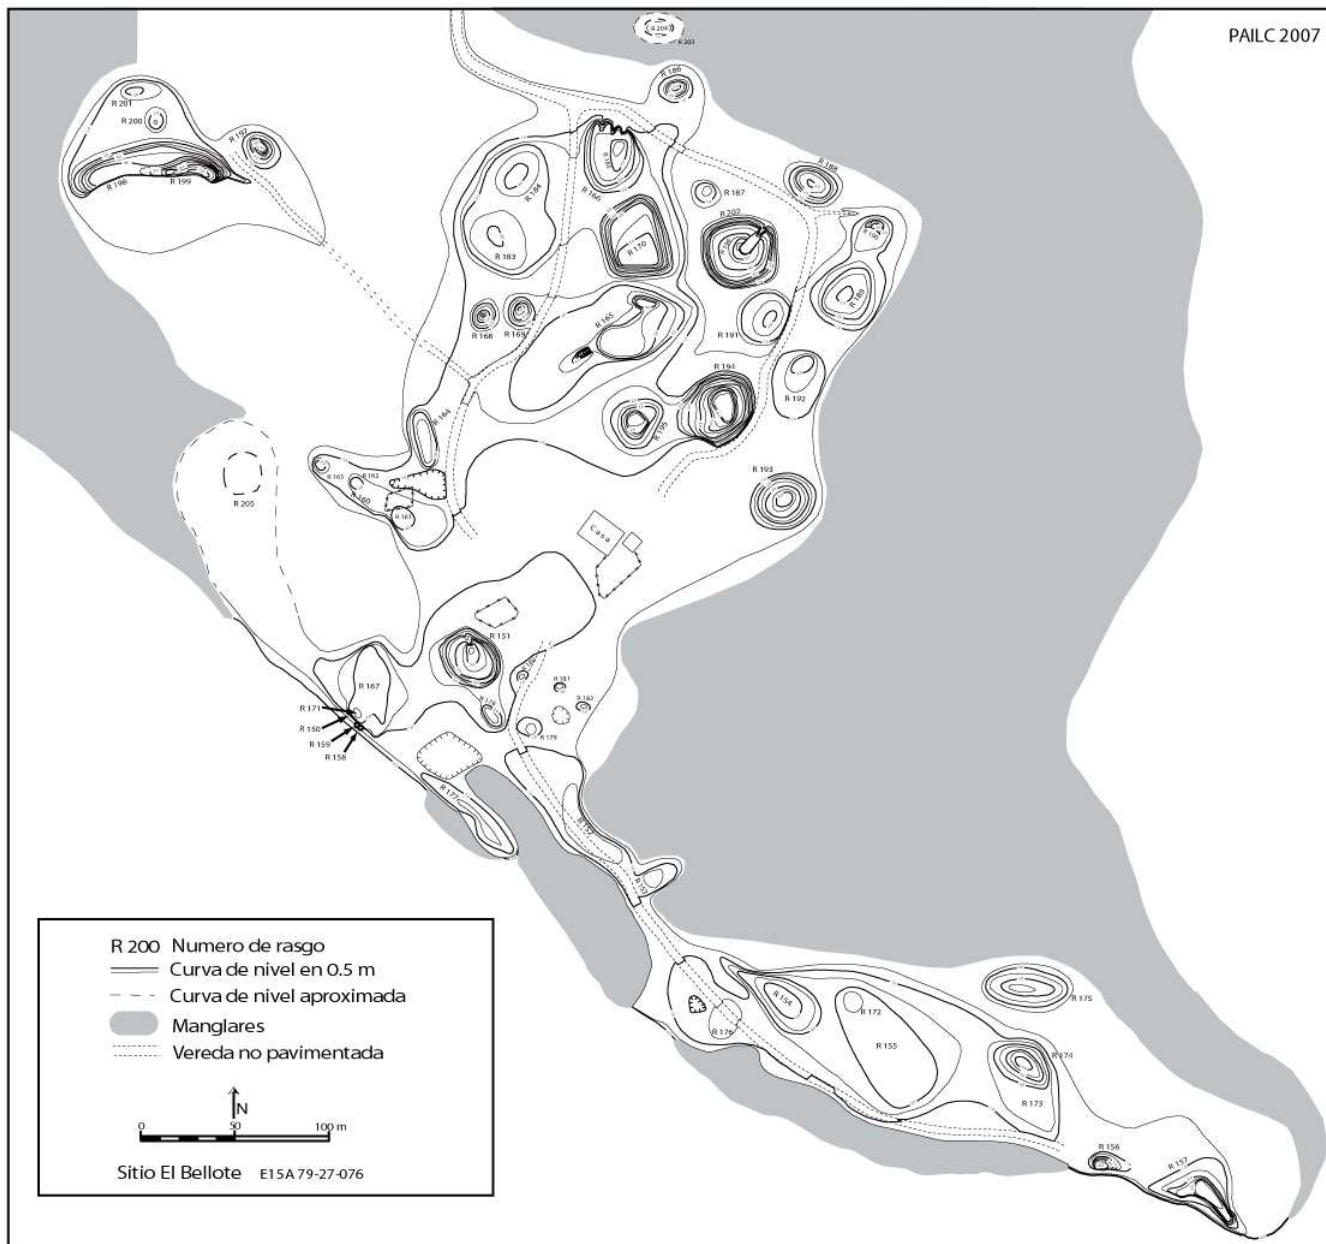 PAILC 2007
R 204
R 203
R 186
R 201
R 200
R 197
R 198
R 199
R 184
R 183
R 166
R 170
R 187
R 188
R 202
R 190
R 189
R 191
R 192
R 168
R 169
R 165
R 194
R 195
R 164
R 193
R 163
R 162
R 160
R 161
R 205
Casa
R 151
R 167
R 171
R 150
R 159
R 158
R 178
R 181
R 182
R 179
R 177
R 153
R 154
R 172
R 155
R 176
R 175
R 174
R 173
R 156
R 157
R 200 Numero de rasgo
Curva de nivel en 0.5 m
Curva de nivel aproximada
Manglares
Vereda no pavimentada
N
0 50 100 m
Sitio El Bellote E15A 79-27-076